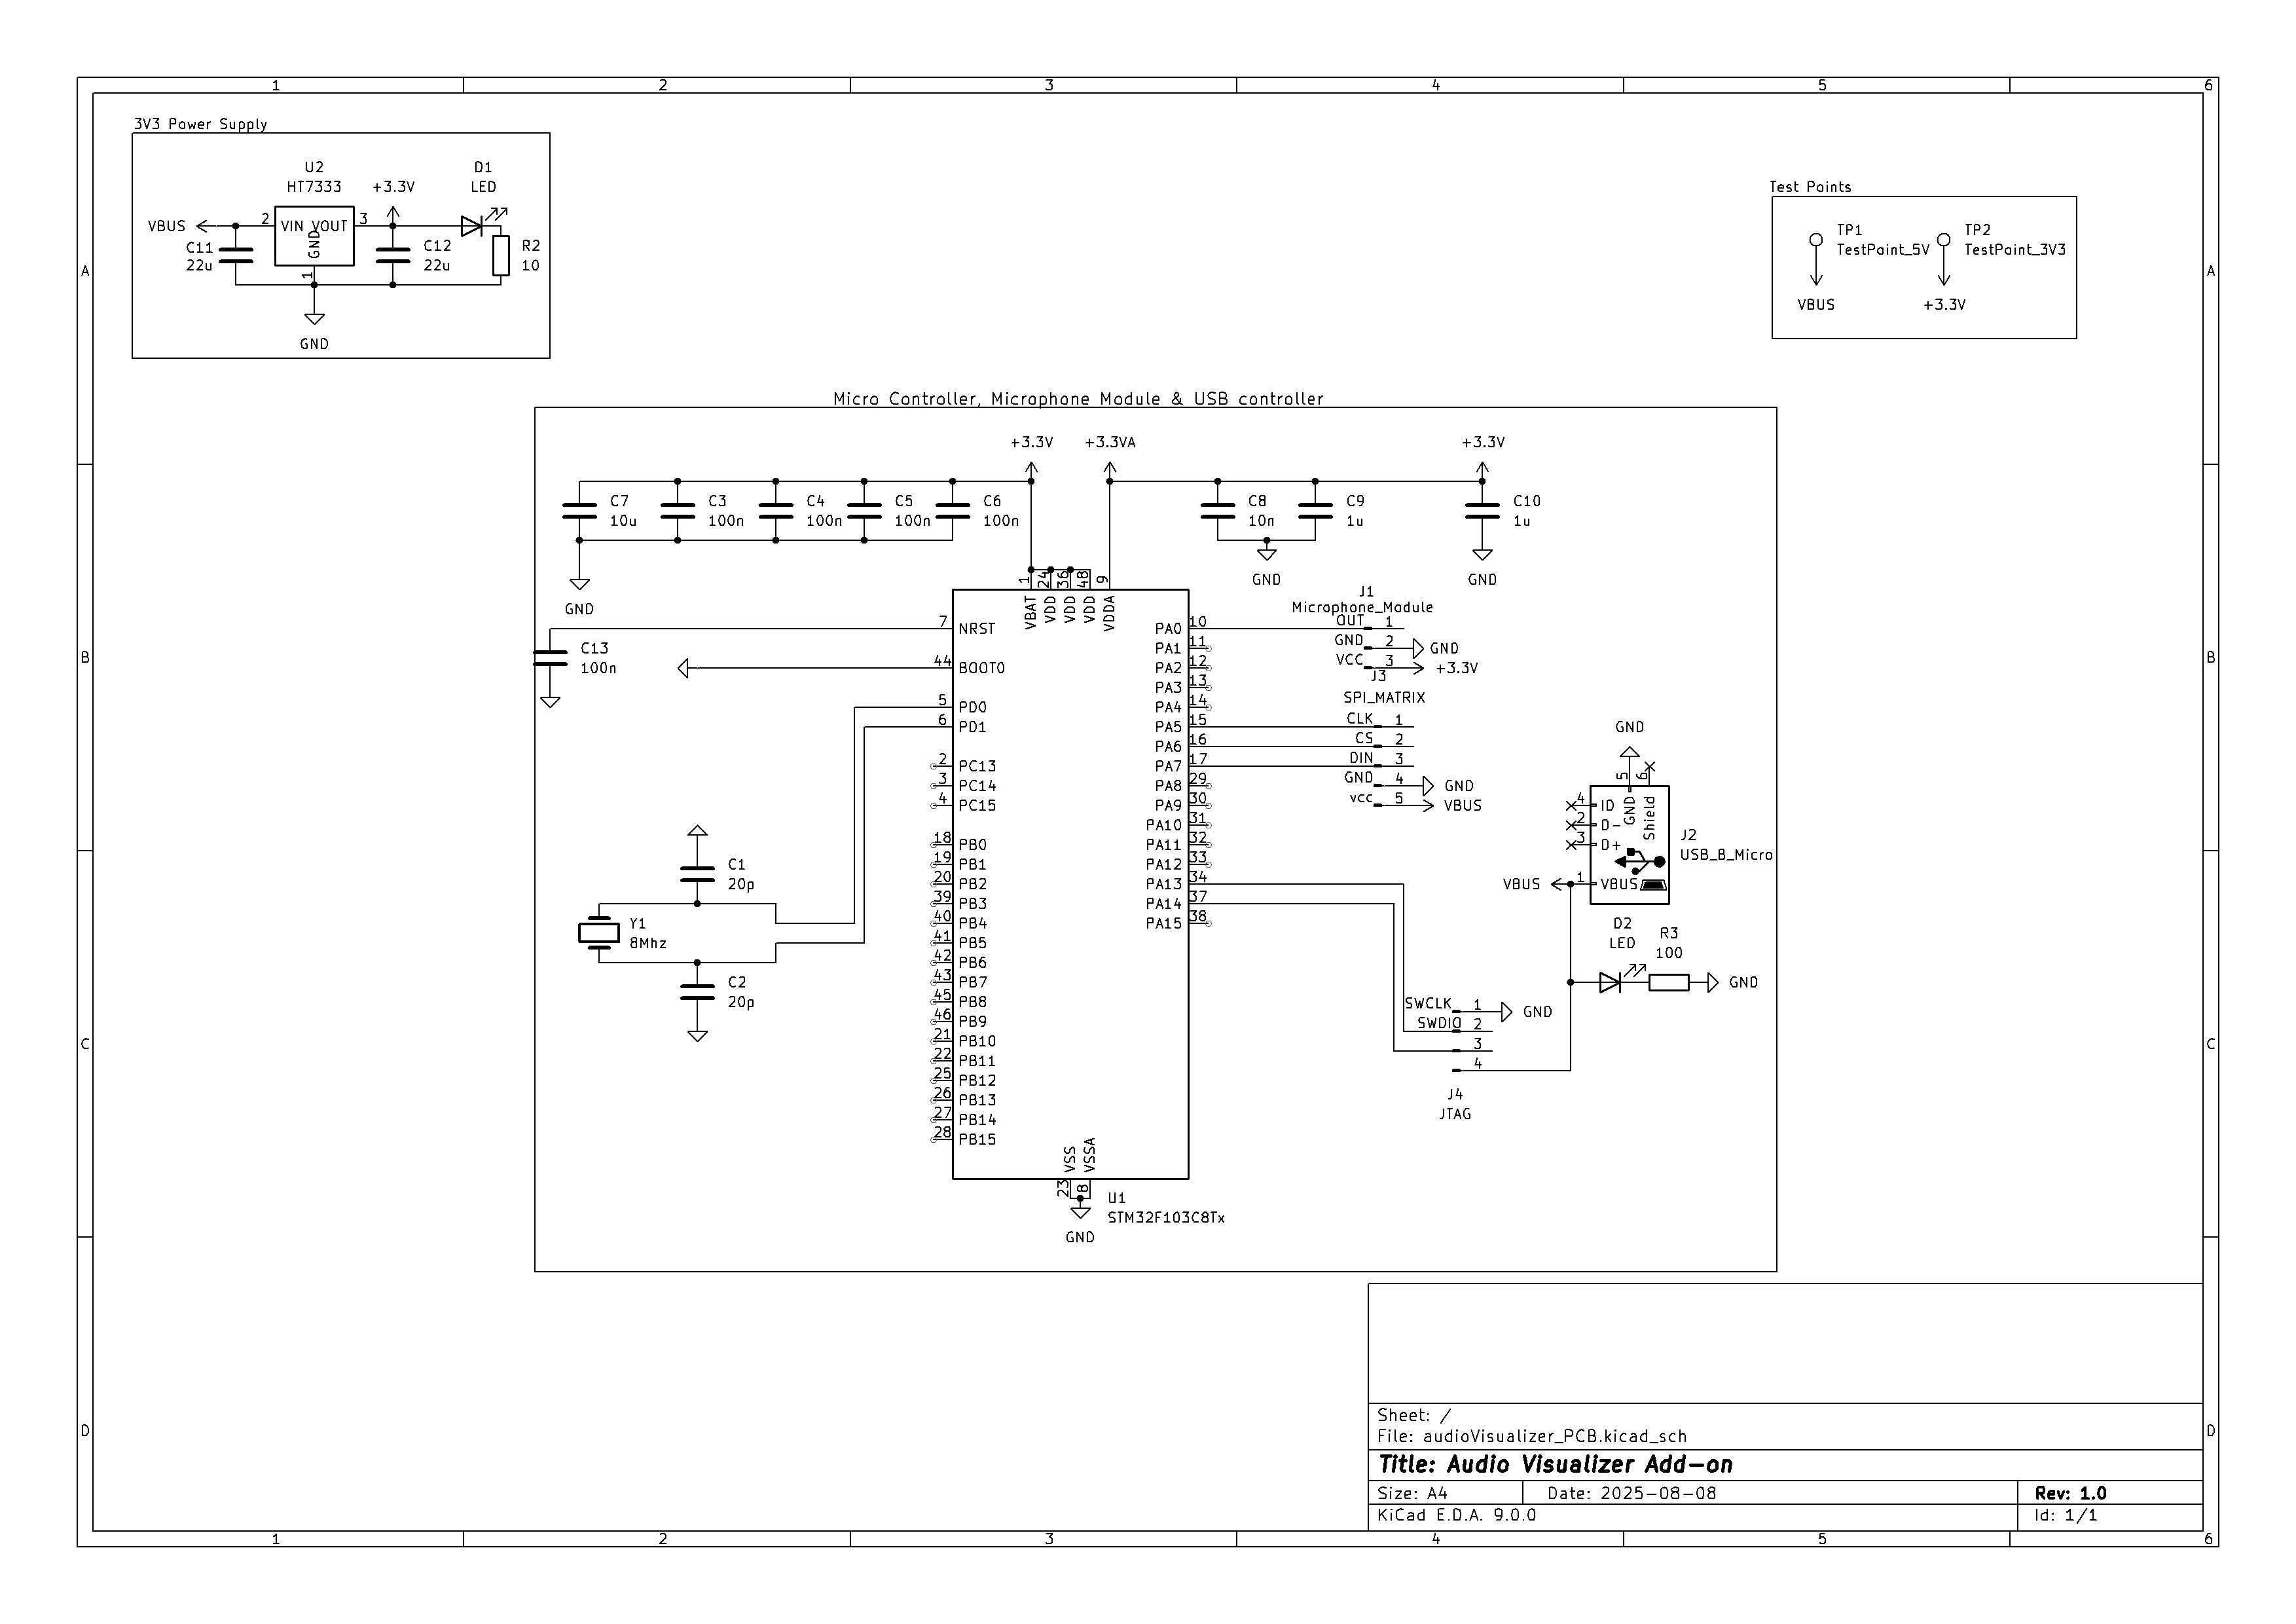 1 2 3 4 5 6
A A
B B
C C
D D
1 2 3 4 5 6
3V3 Power Supply
U2
HT7333
+3.3V
D1
LED
VBUS
2
VIN VOUT
GND
3
1
C11
22u
C12
22u
R2
10
GND
Test Points
TP1
TestPoint_5V
VBUS
TP2
TestPoint_3V3
+3.3V
Micro Controller, Microphone Module & USB controller
+3.3V
+3.3VA
+3.3V
C7
10u
C3
100n
C4
100n
C5
100n
C6
100n
C8
10n
C9
1u
C10
1u
GND
GND
GND
1 24 36 48 9
VBAT
VDD
VDD
VDD
VDDA
7 NRST
44 BOOT0
5 PD0
6 PD1
2 PC13
3 PC14
4 PC15
18 PB0
19 PB1
20 PB2
39 PB3
40 PB4
41 PB5
42 PB6
43 PB7
45 PB8
46 PB9
21 PB10
22 PB11
25 PB12
26 PB13
27 PB14
28 PB15
PA0 10
PA1 11
PA2 12
PA3 13
PA4 14
PA5 15
PA6 16
PA7 17
PA8 29
PA9 30
PA10 31
PA11 32
PA12 33
PA13 34
PA14 37
PA15 38
VSS
VSSA
23 8
GND
U1
STM32F103C8Tx
C13
100n
C1
20p
Y1
8Mhz
C2
20p
J1
Microphone_Module
OUT 1
GND 2 GND
VCC 3 +3.3V
J3
SPI_MATRIX
CLK 1
CS 2
DIN 3
GND 4 GND
vcc 5 VBUS
GND
5 6
GND
Shield
4 ID
2 D-
3 D+
1 VBUS
VBUS
J2
USB_B_Micro
D2
LED
R3
100
GND
SWCLK 1 GND
SWDIO 2
3
4
J4
JTAG
Sheet: /
File: audioVisualizer_PCB.kicad_sch
Title: Audio Visualizer Add-on
Size: A4 Date: 2025-08-08 Rev: 1.0
KiCad E.D.A. 9.0.0 Id: 1/1